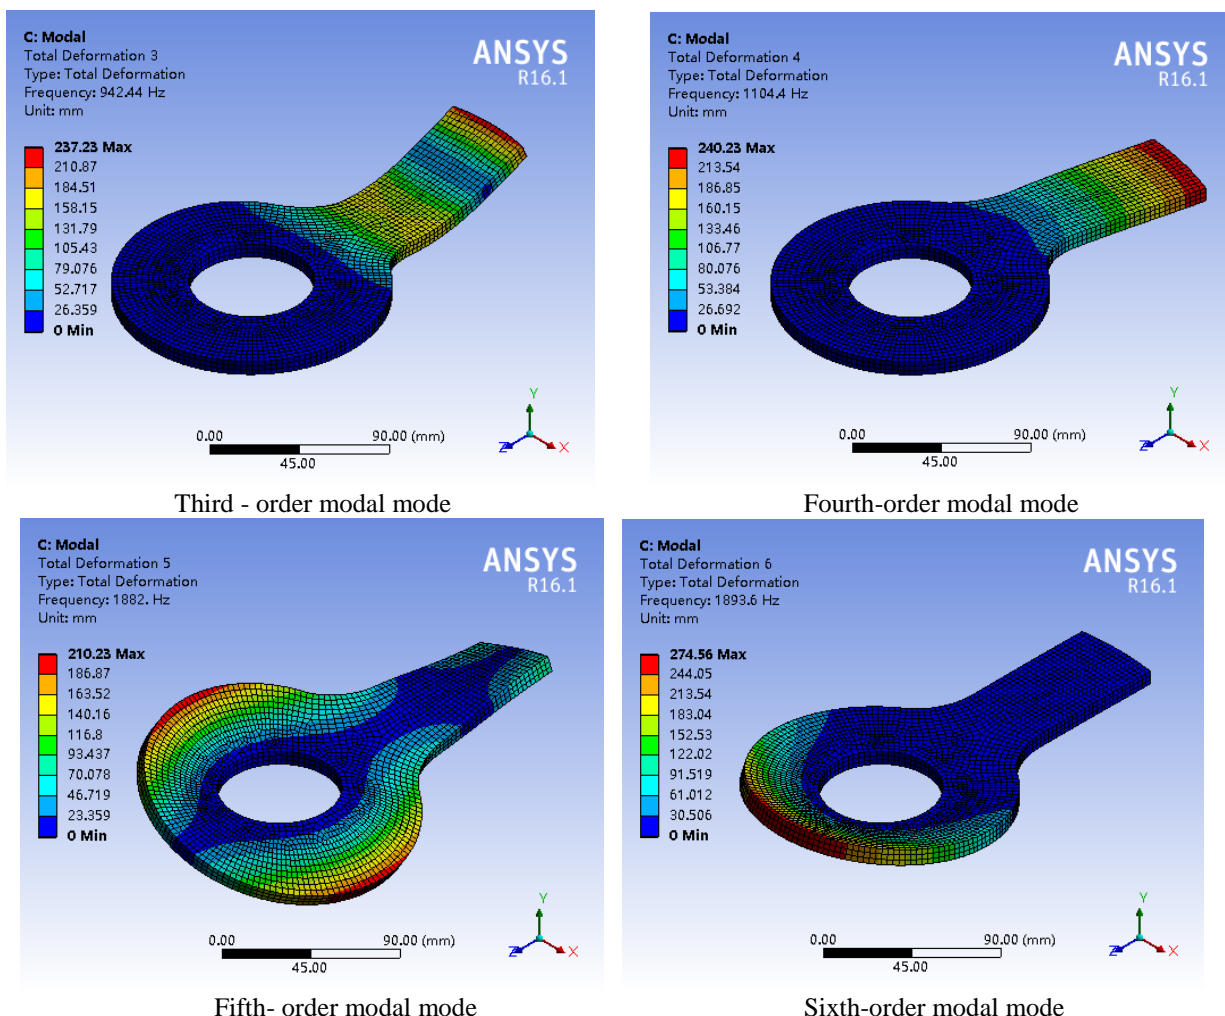 C: Modal
Total Deformation 3
Type: Total Deformation
Frequency: 942.44 Hz
Unit: mm
ANSYS
R16.1
237.23 Max
210.87
184.51
158.15
131.79
105.43
79.076
52.717
26.359
0 Min
Y
Z
X
0.00
90.00 (mm)
45.00
Third - order modal mode
C: Modal
Total Deformation 4
Type: Total Deformation
Frequency: 1104.4 Hz
Unit: mm
ANSYS
R16.1
240.23 Max
213.54
186.85
160.15
133.46
106.77
80.076
53.384
26.692
0 Min
Y
Z
X
0.00
90.00 (mm)
45.00
Fourth-order modal mode
C: Modal
Total Deformation 5
Type: Total Deformation
Frequency: 1882. Hz
Unit: mm
ANSYS
R16.1
210.23 Max
186.87
163.52
140.16
116.8
93.437
70.078
46.719
23.359
0 Min
Y
Z
X
0.00
90.00 (mm)
45.00
Fifth- order modal mode
C: Modal
Total Deformation 6
Type: Total Deformation
Frequency: 1893.6 Hz
Unit: mm
ANSYS
R16.1
274.56 Max
244.05
213.54
183.04
152.53
122.02
91.519
61.012
30.506
0 Min
Y
Z
X
0.00
90.00 (mm)
45.00
Sixth-order modal mode